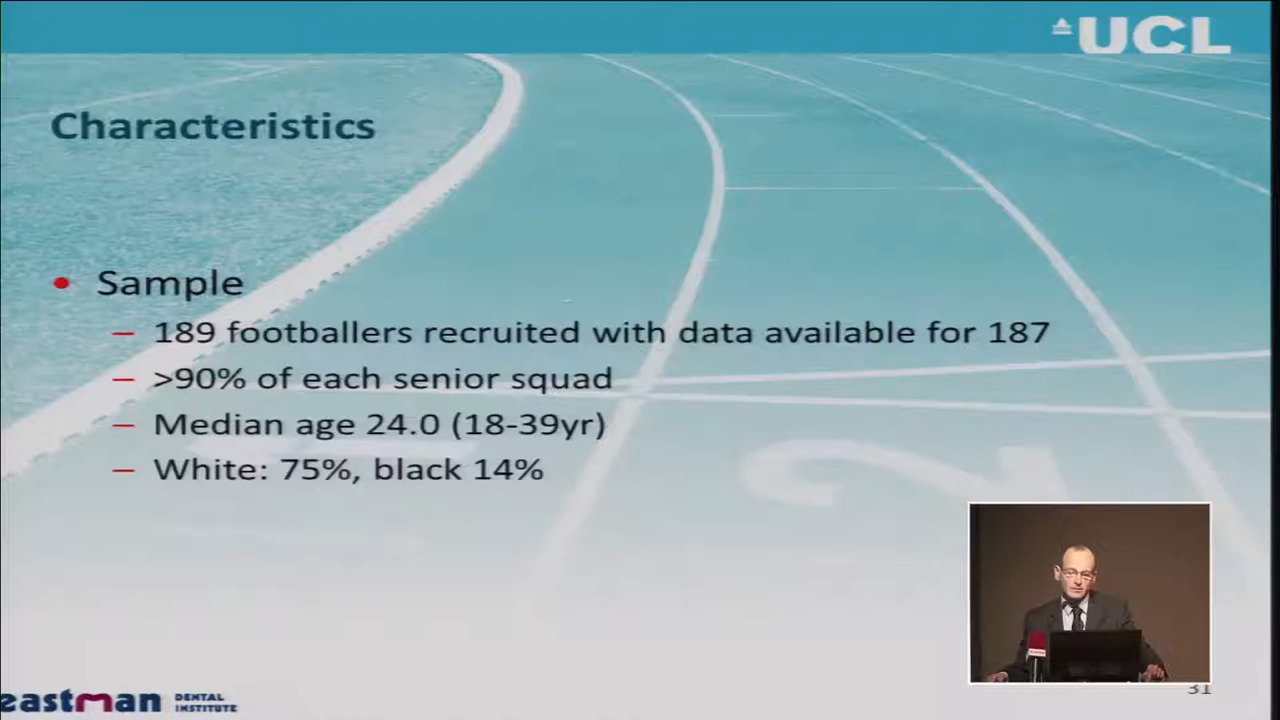 UCL
Characteristics
• Sample
– 189 footballers recruited with data available for 187
– >90% of each senior squad
– Median age 24.0 (18-39yr)
– White: 75%, black 14%
eastman DENTAL
INSTITUTE
31